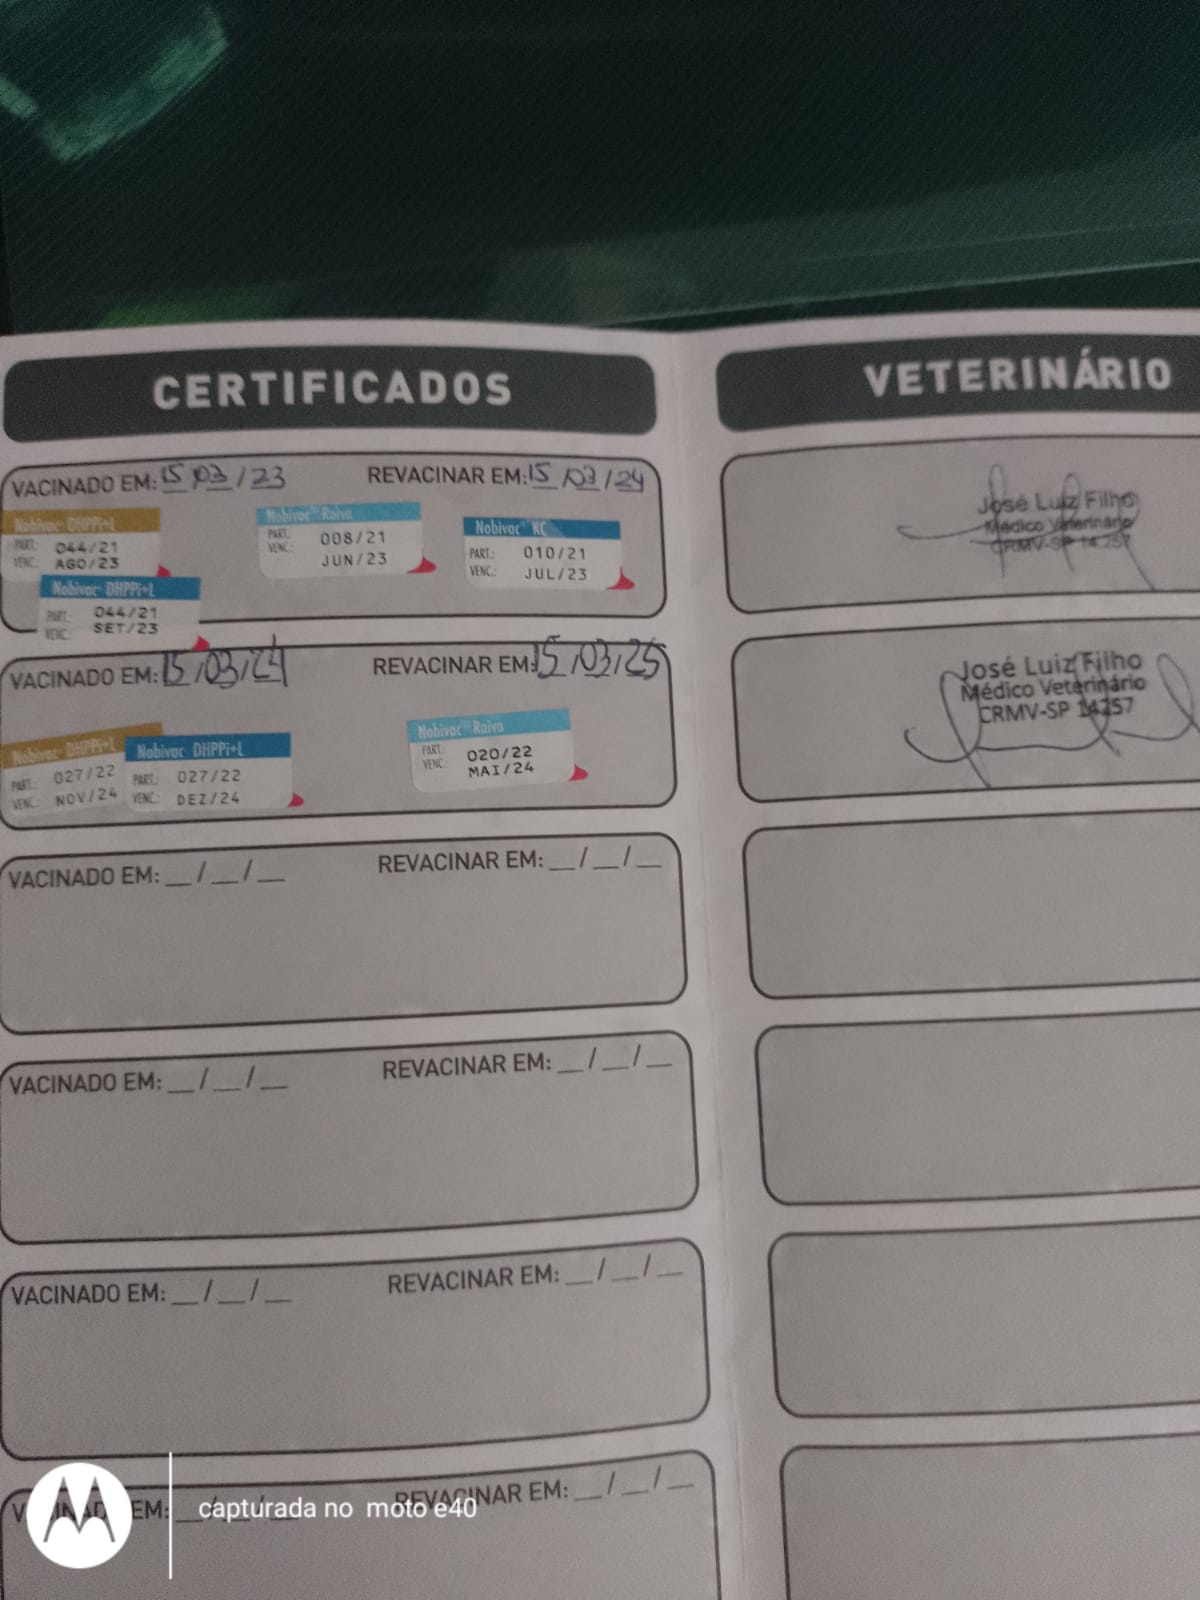 CERTIFICADOS
VETERINÁRIO
VACINADO EM: 15/03/23 REVACINAR EM: 15/03/24
Nobivac DHPPi+L
PART.: 044/21
VENC.: AGO/23
Nobivac Raiva
PART.: 008/21
VENC.: JUN/23
Nobivac KC
PART.: 010/21
VENC.: JUL/23
Nobivac DHPPi+L
PART.: 044/21
VENC.: SET/23
José Luiz Filho
Médico Veterinário
CRMV-SP 14.257
VACINADO EM: 15/03/24 REVACINAR EM: 15/03/25
Nobivac DHPPi+L
PART.: 027/22
VENC.: NOV/24
Nobivac DHPPi+L
PART.: 027/22
VENC.: DEZ/24
Nobivac Raiva
PART.: 020/22
VENC.: MAI/24
José Luiz Filho
Médico Veterinário
CRMV-SP 14257
VACINADO EM: __/__/__ REVACINAR EM: __/__/__
VACINADO EM: __/__/__ REVACINAR EM: __/__/__
VACINADO EM: __/__/__ REVACINAR EM: __/__/__
VACINADO EM: __/__/__ REVACINAR EM: __/__/__
capturada no moto e40